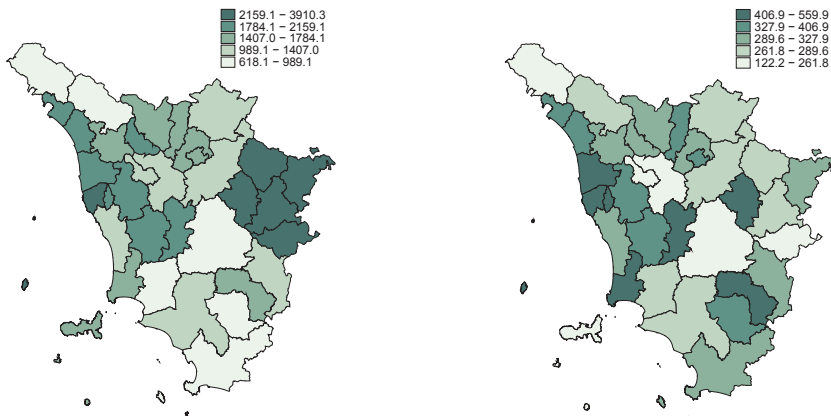 2159.1 − 3910.3
1784.1 − 2159.1
1407.0 − 1784.1
989.1 − 1407.0
618.1 − 989.1
406.9 − 559.9
327.9 − 406.9
289.6 − 327.9
261.8 − 289.6
122.2 − 261.8